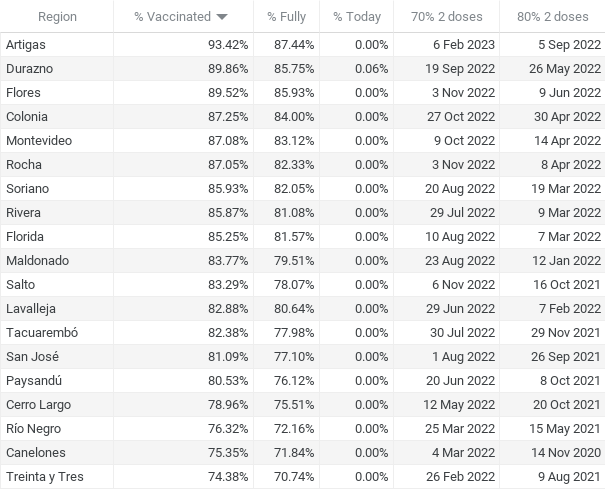 Region % Vaccinated % Fully % Today 70% 2 doses 80% 2 doses
Artigas 93.42% 87.44% 0.00% 6 Feb 2023 5 Sep 2022
Durazno 89.86% 85.75% 0.06% 19 Sep 2022 26 May 2022
Flores 89.52% 85.93% 0.00% 3 Nov 2022 9 Jun 2022
Colonia 87.25% 84.00% 0.00% 27 Oct 2022 30 Apr 2022
Montevideo 87.08% 83.12% 0.00% 9 Oct 2022 14 Apr 2022
Rocha 87.05% 82.33% 0.00% 3 Nov 2022 8 Apr 2022
Soriano 85.93% 82.05% 0.00% 20 Aug 2022 19 Mar 2022
Rivera 85.87% 81.08% 0.00% 29 Jul 2022 9 Mar 2022
Florida 85.25% 81.57% 0.00% 10 Aug 2022 7 Mar 2022
Maldonado 83.77% 79.51% 0.00% 23 Aug 2022 12 Jan 2022
Salto 83.29% 78.07% 0.00% 6 Nov 2022 16 Oct 2021
Lavalleja 82.88% 80.64% 0.00% 29 Jun 2022 7 Feb 2022
Tacuarembó 82.38% 77.98% 0.00% 30 Jul 2022 29 Nov 2021
San José 81.09% 77.10% 0.00% 1 Aug 2022 26 Sep 2021
Paysandú 80.53% 76.12% 0.00% 20 Jun 2022 8 Oct 2021
Cerro Largo 78.96% 75.51% 0.00% 12 May 2022 20 Oct 2021
Río Negro 76.32% 72.16% 0.00% 25 Mar 2022 15 May 2021
Canelones 75.35% 71.84% 0.00% 4 Mar 2022 14 Nov 2020
Treinta y Tres 74.38% 70.74% 0.00% 26 Feb 2022 9 Aug 2021